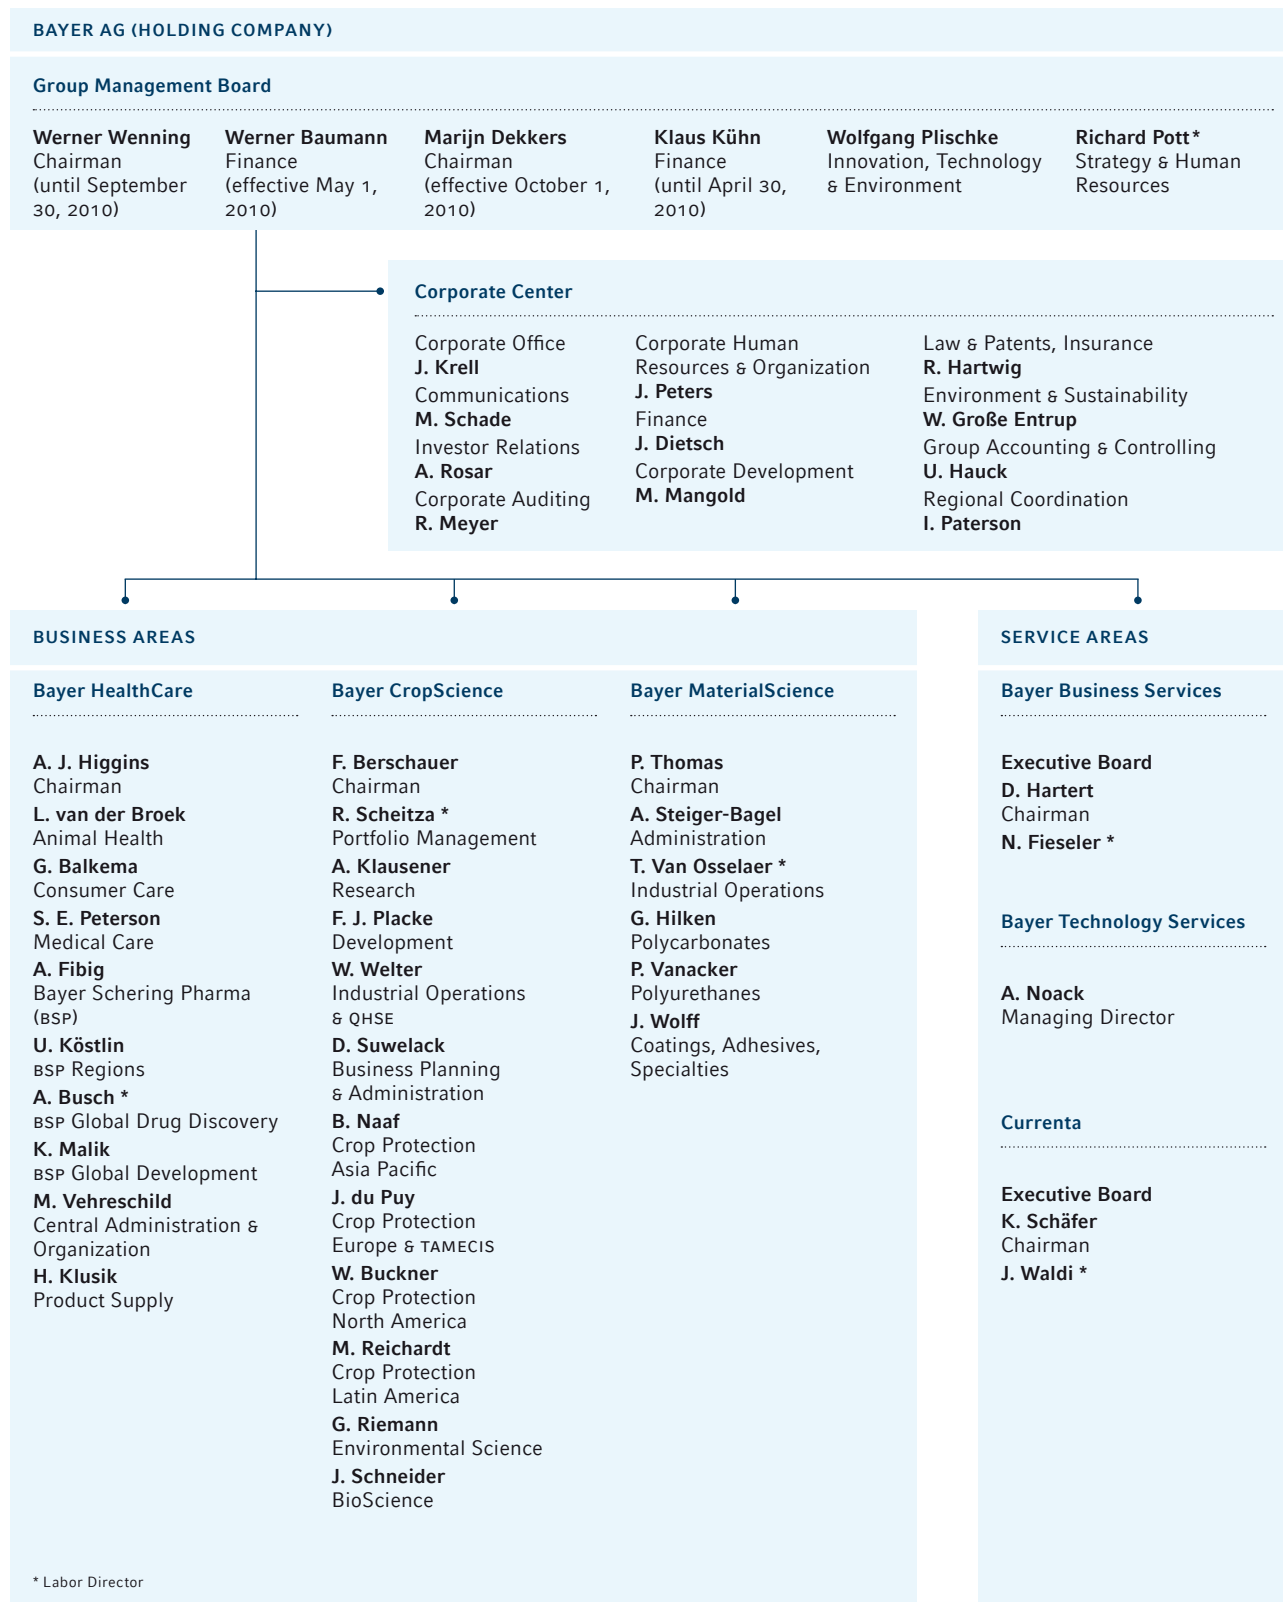 BAYER AG (HOLDING COMPANY)
Group Management Board
Werner Wenning
Chairman
(until September
30, 2010)
Werner Baumann
Finance
(effective May 1,
2010)
Marijn Dekkers
Chairman
(effective October 1,
2010)
Klaus Kühn
Finance
(until April 30,
2010)
Wolfgang Plischke
Innovation, Technology
& Environment
Richard Pott*
Strategy & Human
Resources
Corporate Center
Corporate Office
J. Krell
Communications
M. Schade
Investor Relations
A. Rosar
Corporate Auditing
R. Meyer
Corporate Human
Resources & Organization
J. Peters
Finance
J. Dietsch
Corporate Development
M. Mangold
Law & Patents, Insurance
R. Hartwig
Environment & Sustainability
W. Große Entrup
Group Accounting & Controlling
U. Hauck
Regional Coordination
I. Paterson
BUSINESS AREAS
Bayer HealthCare
A. J. Higgins
Chairman
L. van der Broek
Animal Health
G. Balkema
Consumer Care
S. E. Peterson
Medical Care
A. Fibig
Bayer Schering Pharma
(BSP)
U. Köstlin
BSP Regions
A. Busch *
BSP Global Drug Discovery
K. Malik
BSP Global Development
M. Vehreschild
Central Administration &
Organization
H. Klusik
Product Supply
Bayer CropScience
F. Berschauer
Chairman
R. Scheitza *
Portfolio Management
A. Klausener
Research
F. J. Placke
Development
W. Welter
Industrial Operations
& QHSE
D. Suwelack
Business Planning
& Administration
B. Naaf
Crop Protection
Asia Pacific
J. du Puy
Crop Protection
Europe & TAMECIS
W. Buckner
Crop Protection
North America
M. Reichardt
Crop Protection
Latin America
G. Riemann
Environmental Science
J. Schneider
BioScience
Bayer MaterialScience
P. Thomas
Chairman
A. Steiger-Bagel
Administration
T. Van Osselaer *
Industrial Operations
G. Hilken
Polycarbonates
P. Vanacker
Polyurethanes
J. Wolff
Coatings, Adhesives,
Specialties
SERVICE AREAS
Bayer Business Services
Executive Board
D. Hartert
Chairman
N. Fieseler *
Bayer Technology Services
A. Noack
Managing Director
Currenta
Executive Board
K. Schäfer
Chairman
J. Waldi *
* Labor Director